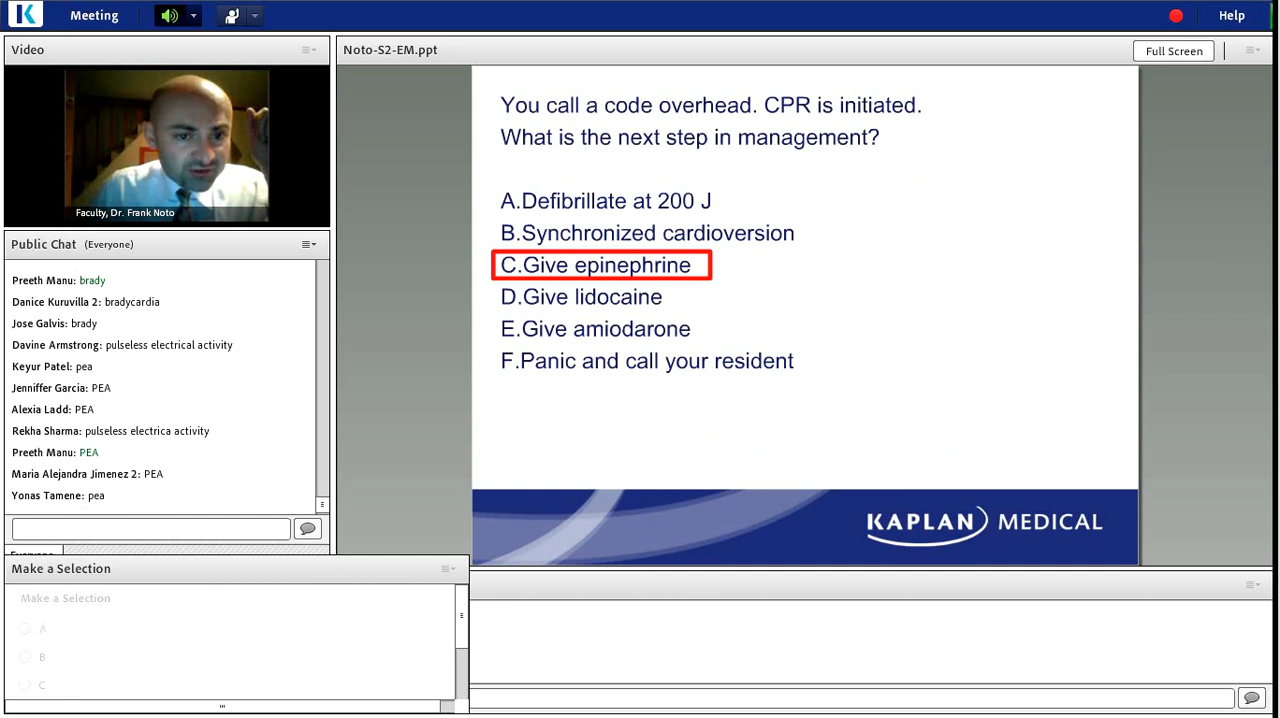 Meeting
Help
Video
Faculty, Dr. Frank Noto
Public Chat (Everyone)
Preeth Manu: brady
Danice Kuruvilla 2: bradycardia
Jose Galvis: brady
Davine Armstrong: pulseless electrical activity
Keyur Patel: pea
Jenniffer Garcia: PEA
Alexia Ladd: PEA
Rekha Sharma: pulseless electrica activity
Preeth Manu: PEA
Maria Alejandra Jimenez 2: PEA
Yonas Tamene: pea
Everyone
Make a Selection
Make a Selection
A
B
C
Noto-S2-EM.ppt
Full Screen
You call a code overhead. CPR is initiated.
What is the next step in management?
A.Defibrillate at 200 J
B.Synchronized cardioversion
C.Give epinephrine
D.Give lidocaine
E.Give amiodarone
F.Panic and call your resident
KAPLAN MEDICAL